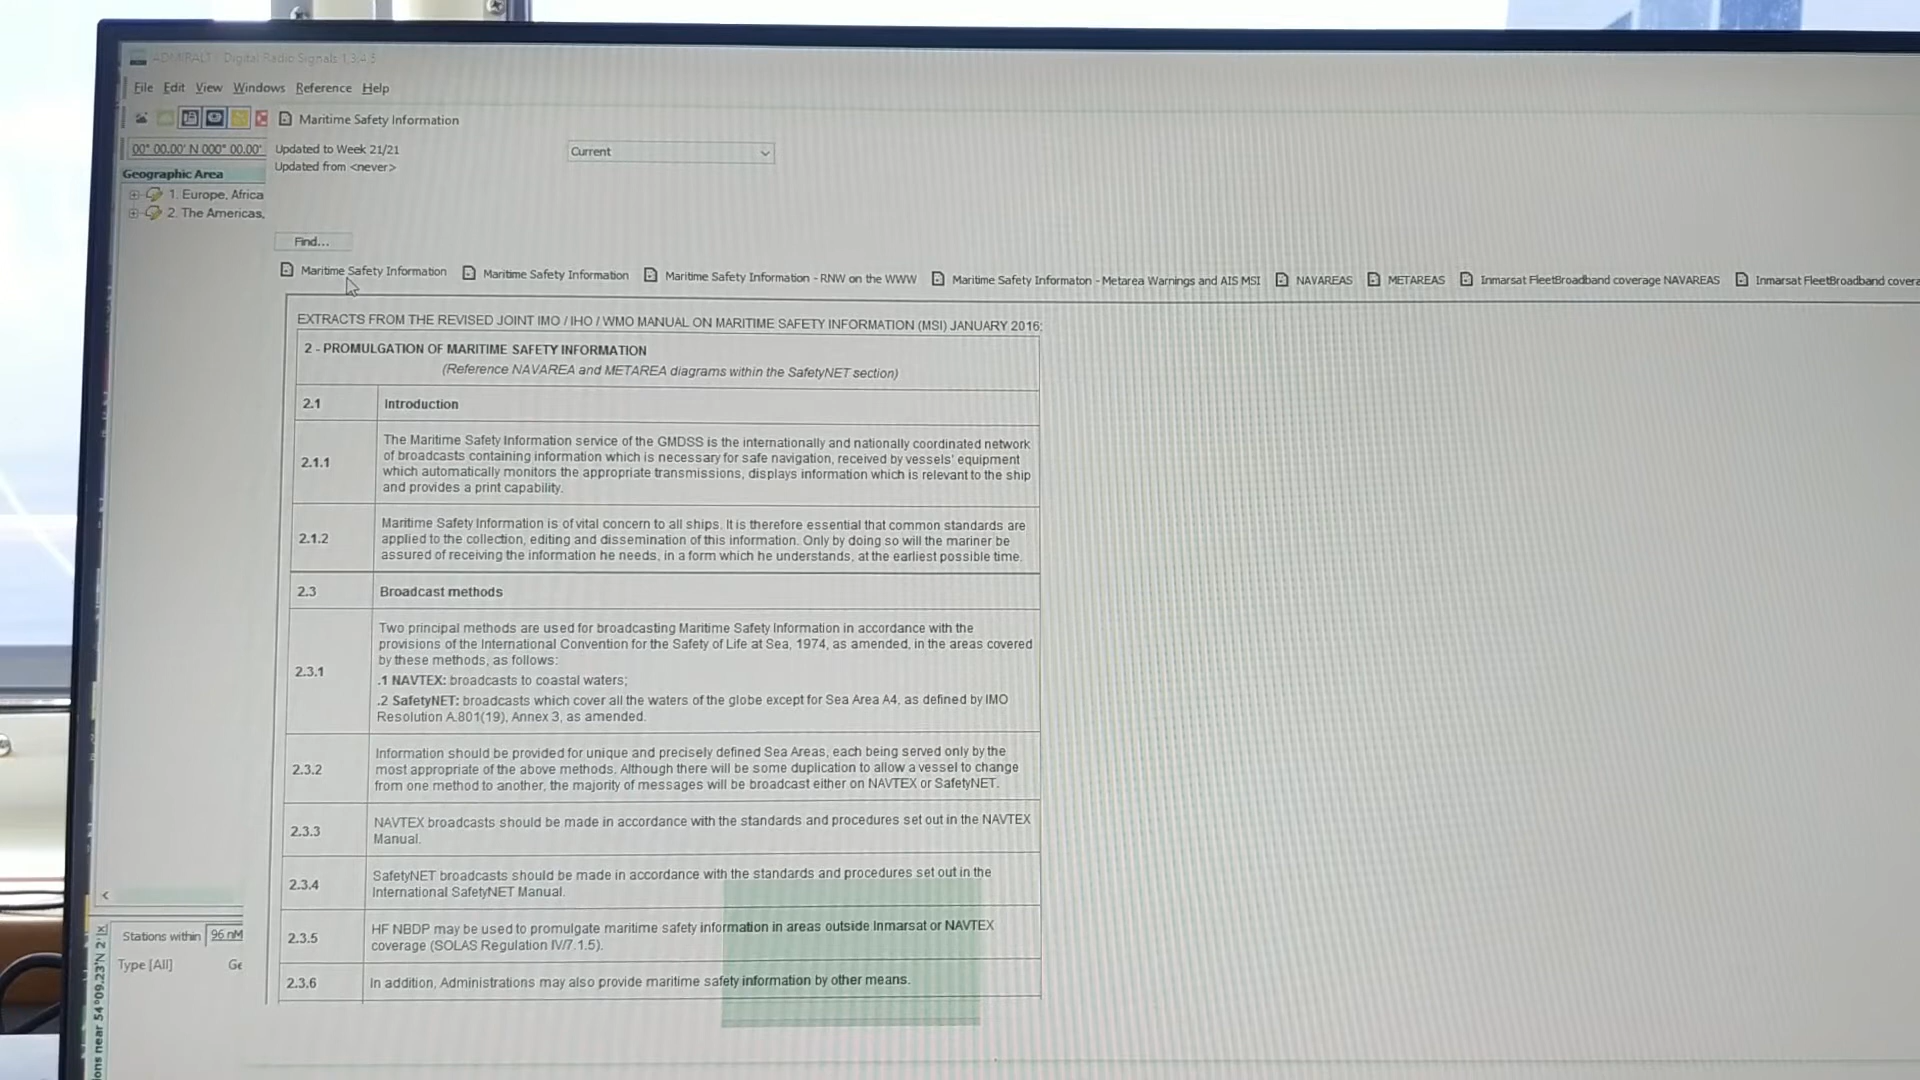 ADMIRALTY Digital Radio Signals 1.3.4.5
File Edit View Windows Reference Help
Maritime Safety Information
00° 00.00' N 000° 00.00'
Updated to Week 21/21
Current
Updated from <never>
Geographic Area
1. Europe, Africa
2. The Americas,
Find...
Maritime Safety Information Maritime Safety Information Maritime Safety Information - RNW on the WWW Maritime Safety Informaton - Metarea Warnings and AIS MSI NAVAREAS METAREAS Inmarsat FleetBroadband coverage NAVAREAS Inmarsat FleetBroadband covera
EXTRACTS FROM THE REVISED JOINT IMO / IHO / WMO MANUAL ON MARITIME SAFETY INFORMATION (MSI) JANUARY 2016:
2 - PROMULGATION OF MARITIME SAFETY INFORMATION
(Reference NAVAREA and METAREA diagrams within the SafetyNET section)
2.1 Introduction
2.1.1 The Maritime Safety Information service of the GMDSS is the internationally and nationally coordinated network
of broadcasts containing information which is necessary for safe navigation, received by vessels' equipment
which automatically monitors the appropriate transmissions, displays information which is relevant to the ship
and provides a print capability.
2.1.2 Maritime Safety Information is of vital concern to all ships. It is therefore essential that common standards are
applied to the collection, editing and dissemination of this information. Only by doing so will the mariner be
assured of receiving the information he needs, in a form which he understands, at the earliest possible time.
2.3 Broadcast methods
2.3.1 Two principal methods are used for broadcasting Maritime Safety Information in accordance with the
provisions of the International Convention for the Safety of Life at Sea, 1974, as amended, in the areas covered
by these methods, as follows:
.1 NAVTEX: broadcasts to coastal waters;
.2 SafetyNET: broadcasts which cover all the waters of the globe except for Sea Area A4, as defined by IMO
Resolution A.801(19), Annex 3, as amended.
2.3.2 Information should be provided for unique and precisely defined Sea Areas, each being served only by the
most appropriate of the above methods. Although there will be some duplication to allow a vessel to change
from one method to another, the majority of messages will be broadcast either on NAVTEX or SafetyNET.
2.3.3 NAVTEX broadcasts should be made in accordance with the standards and procedures set out in the NAVTEX
Manual.
2.3.4 SafetyNET broadcasts should be made in accordance with the standards and procedures set out in the
International SafetyNET Manual.
2.3.5 HF NBDP may be used to promulgate maritime safety information in areas outside Inmarsat or NAVTEX
coverage (SOLAS Regulation IV/7.1.5).
2.3.6 In addition, Administrations may also provide maritime safety information by other means.
Stations within 96 nM
Type [All] Ge
ions near 54°09.23'N 2°